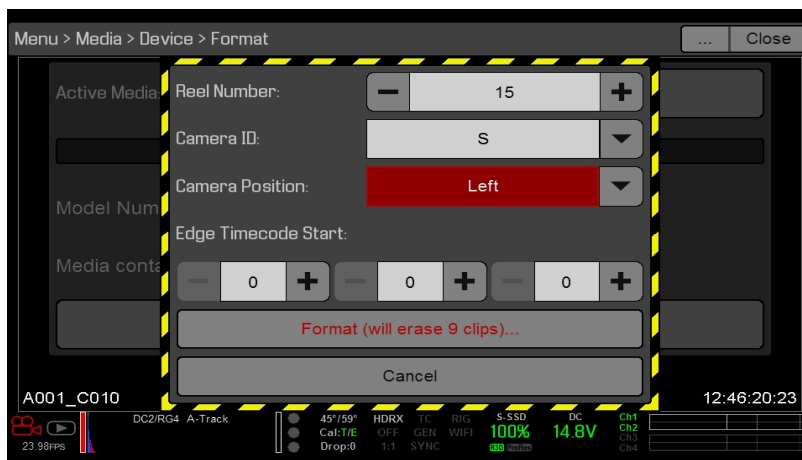 Menu > Media > Device > Format ... Close
Active Media:
Reel Number: 15
Camera ID: S
Camera Position: Left
Model Num
Edge Timecode Start:
Media conta
0 0 0
Format (will erase 9 clips)...
Cancel
A001_C010 12:46:20:23
DC2/RG4 A-Track 45°/59° HDRX TC RIG S-SSD DC Ch1
Cal:T/E OFF GEN WIFI 100% 14.8V Ch2
23.98FPS Drop:0 1:1 SYNC R3D ProRes Ch3
Ch4